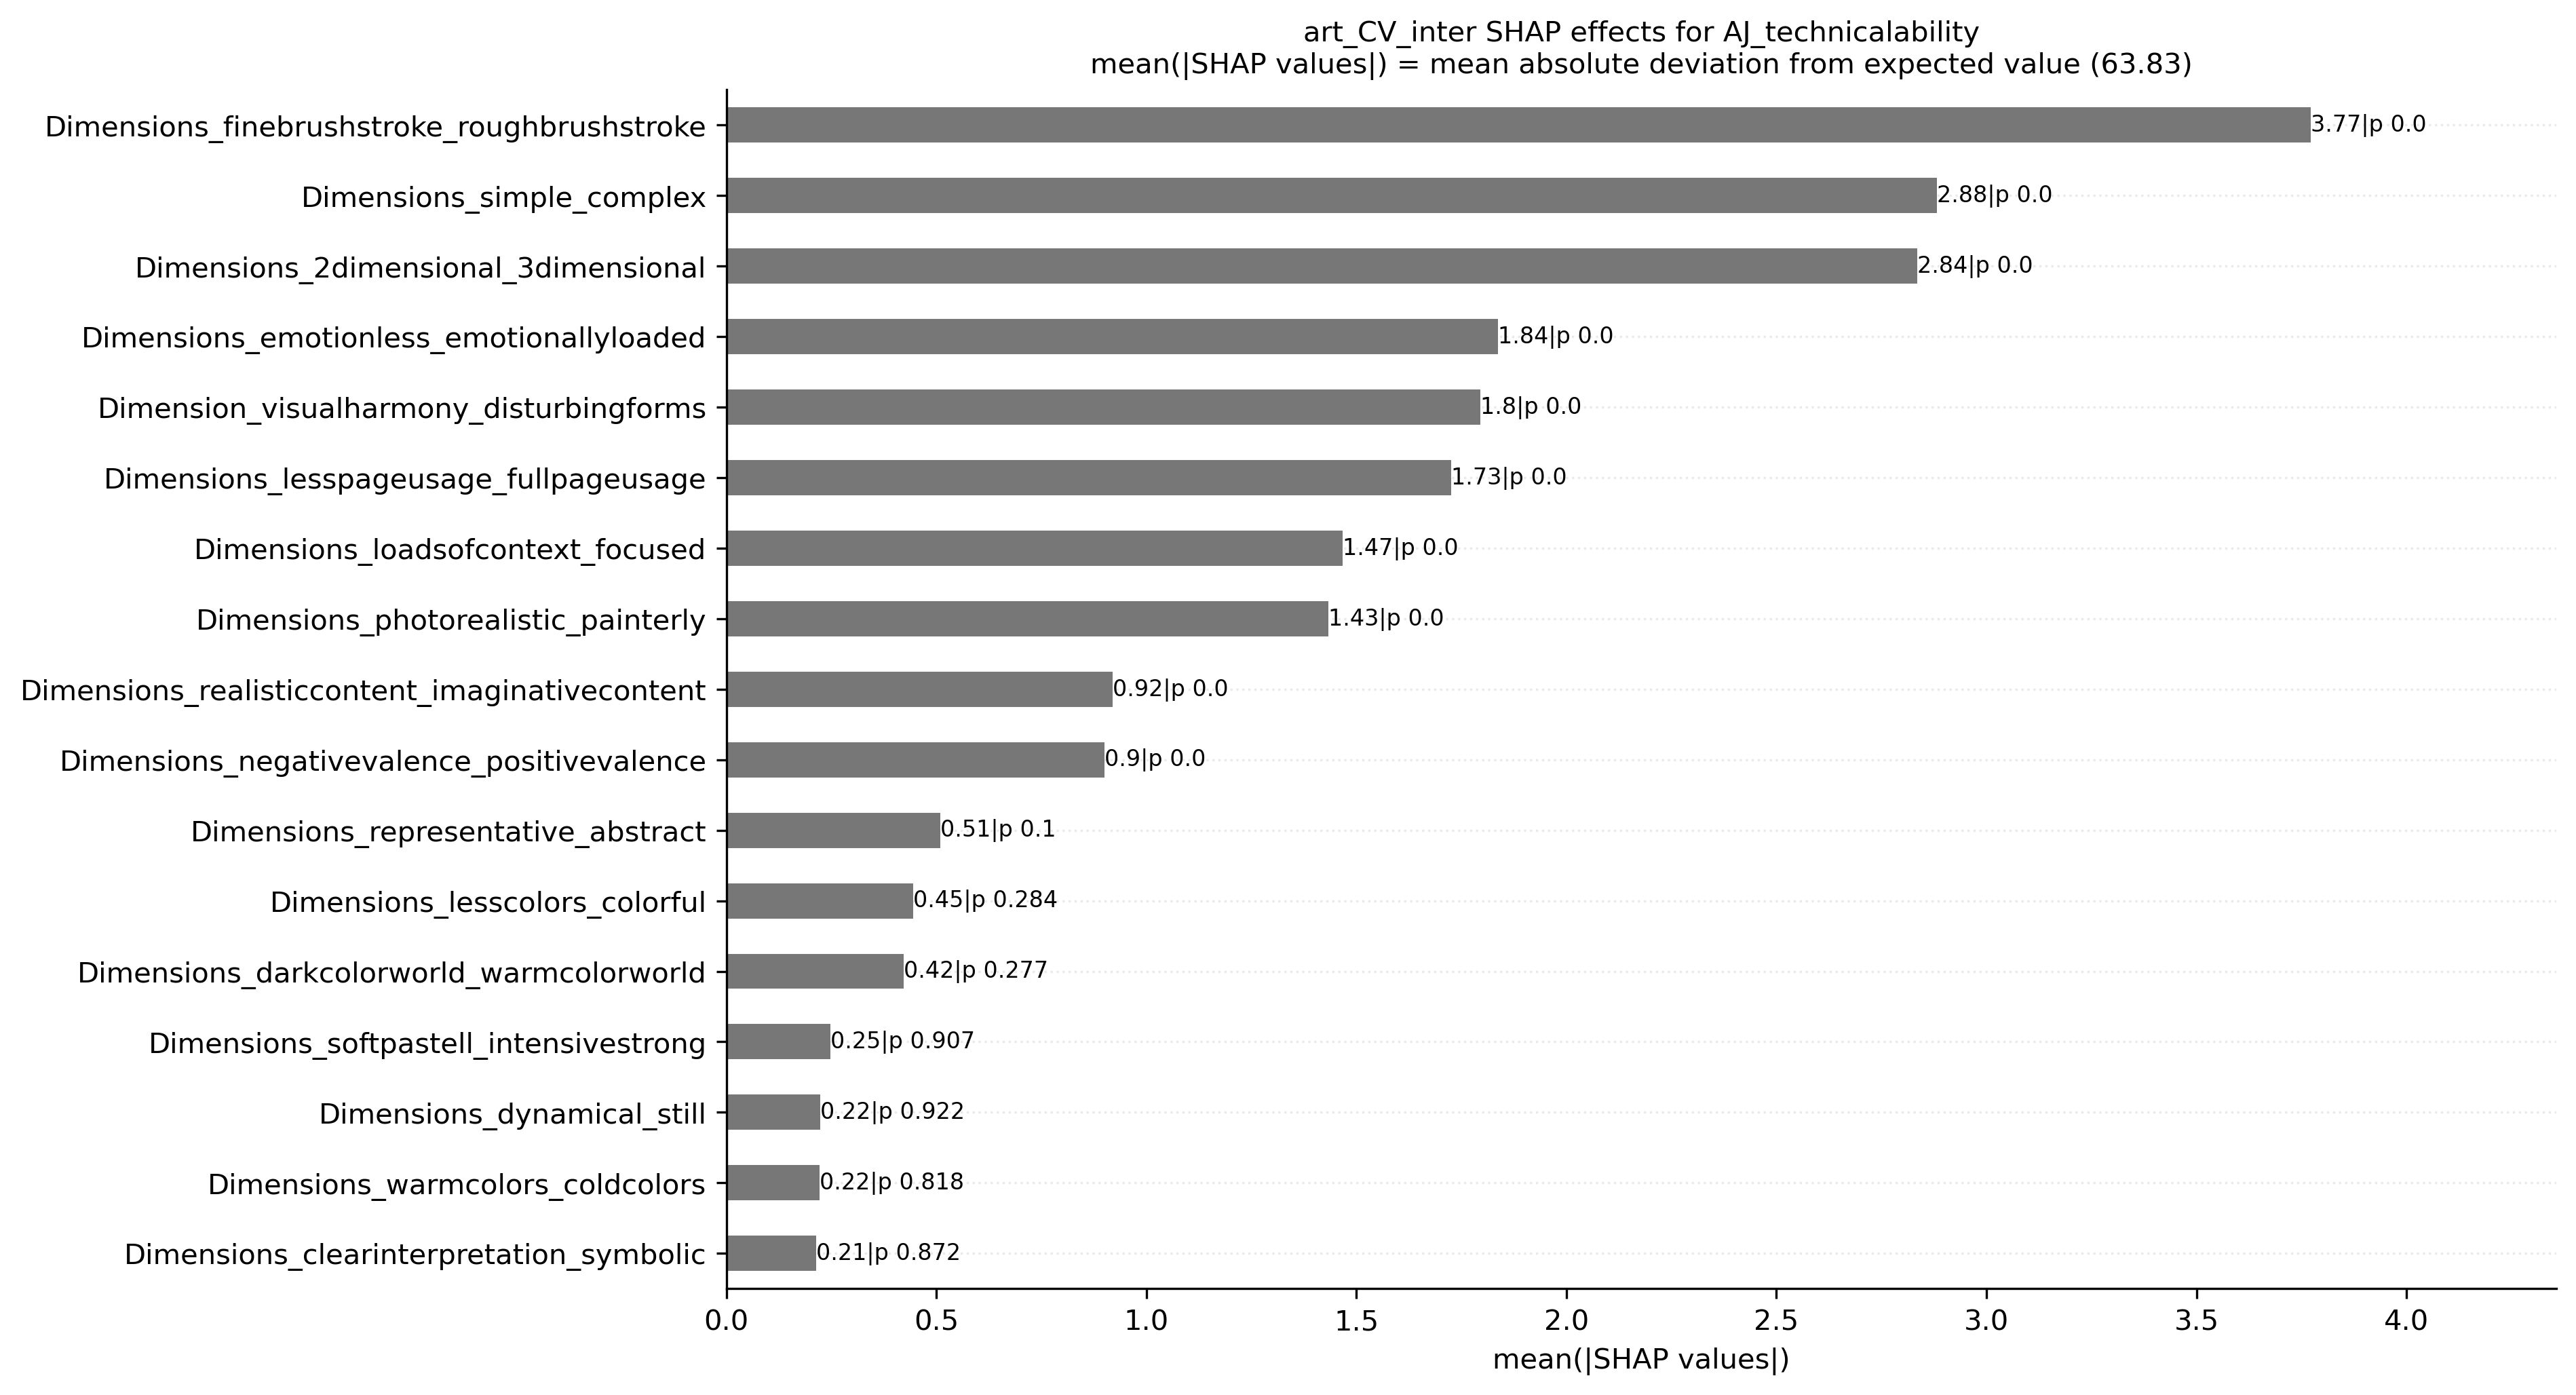 art_CV_inter SHAP effects for AJ_technicalability
mean(|SHAP values|) = mean absolute deviation from expected value (63.83)
Dimensions_finebrushstroke_roughbrushstroke 3.77|p 0.0
Dimensions_simple_complex 2.88|p 0.0
Dimensions_2dimensional_3dimensional 2.84|p 0.0
Dimensions_emotionless_emotionallyloaded 1.84|p 0.0
Dimension_visualharmony_disturbingforms 1.8|p 0.0
Dimensions_lesspageusage_fullpageusage 1.73|p 0.0
Dimensions_loadsofcontext_focused 1.47|p 0.0
Dimensions_photorealistic_painterly 1.43|p 0.0
Dimensions_realisticcontent_imaginativecontent 0.92|p 0.0
Dimensions_negativevalence_positivevalence 0.9|p 0.0
Dimensions_representative_abstract 0.51|p 0.1
Dimensions_lesscolors_colorful 0.45|p 0.284
Dimensions_darkcolorworld_warmcolorworld 0.42|p 0.277
Dimensions_softpastell_intensivestrong 0.25|p 0.907
Dimensions_dynamical_still 0.22|p 0.922
Dimensions_warmcolors_coldcolors 0.22|p 0.818
Dimensions_clearinterpretation_symbolic 0.21|p 0.872
0.0 0.5 1.0 1.5 2.0 2.5 3.0 3.5 4.0
mean(|SHAP values|)